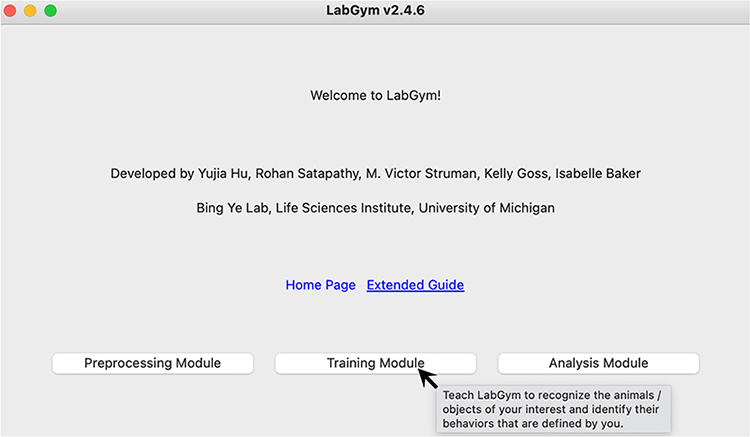 LabGym v2.4.6
Welcome to LabGym!
Developed by Yujia Hu, Rohan Satapathy, M. Victor Struman, Kelly Goss, Isabelle Baker
Bing Ye Lab, Life Sciences Institute, University of Michigan
Home Page Extended Guide
Preprocessing Module Training Module Analysis Module
Teach LabGym to recognize the animals /
objects of your interest and identify their
behaviors that are defined by you.